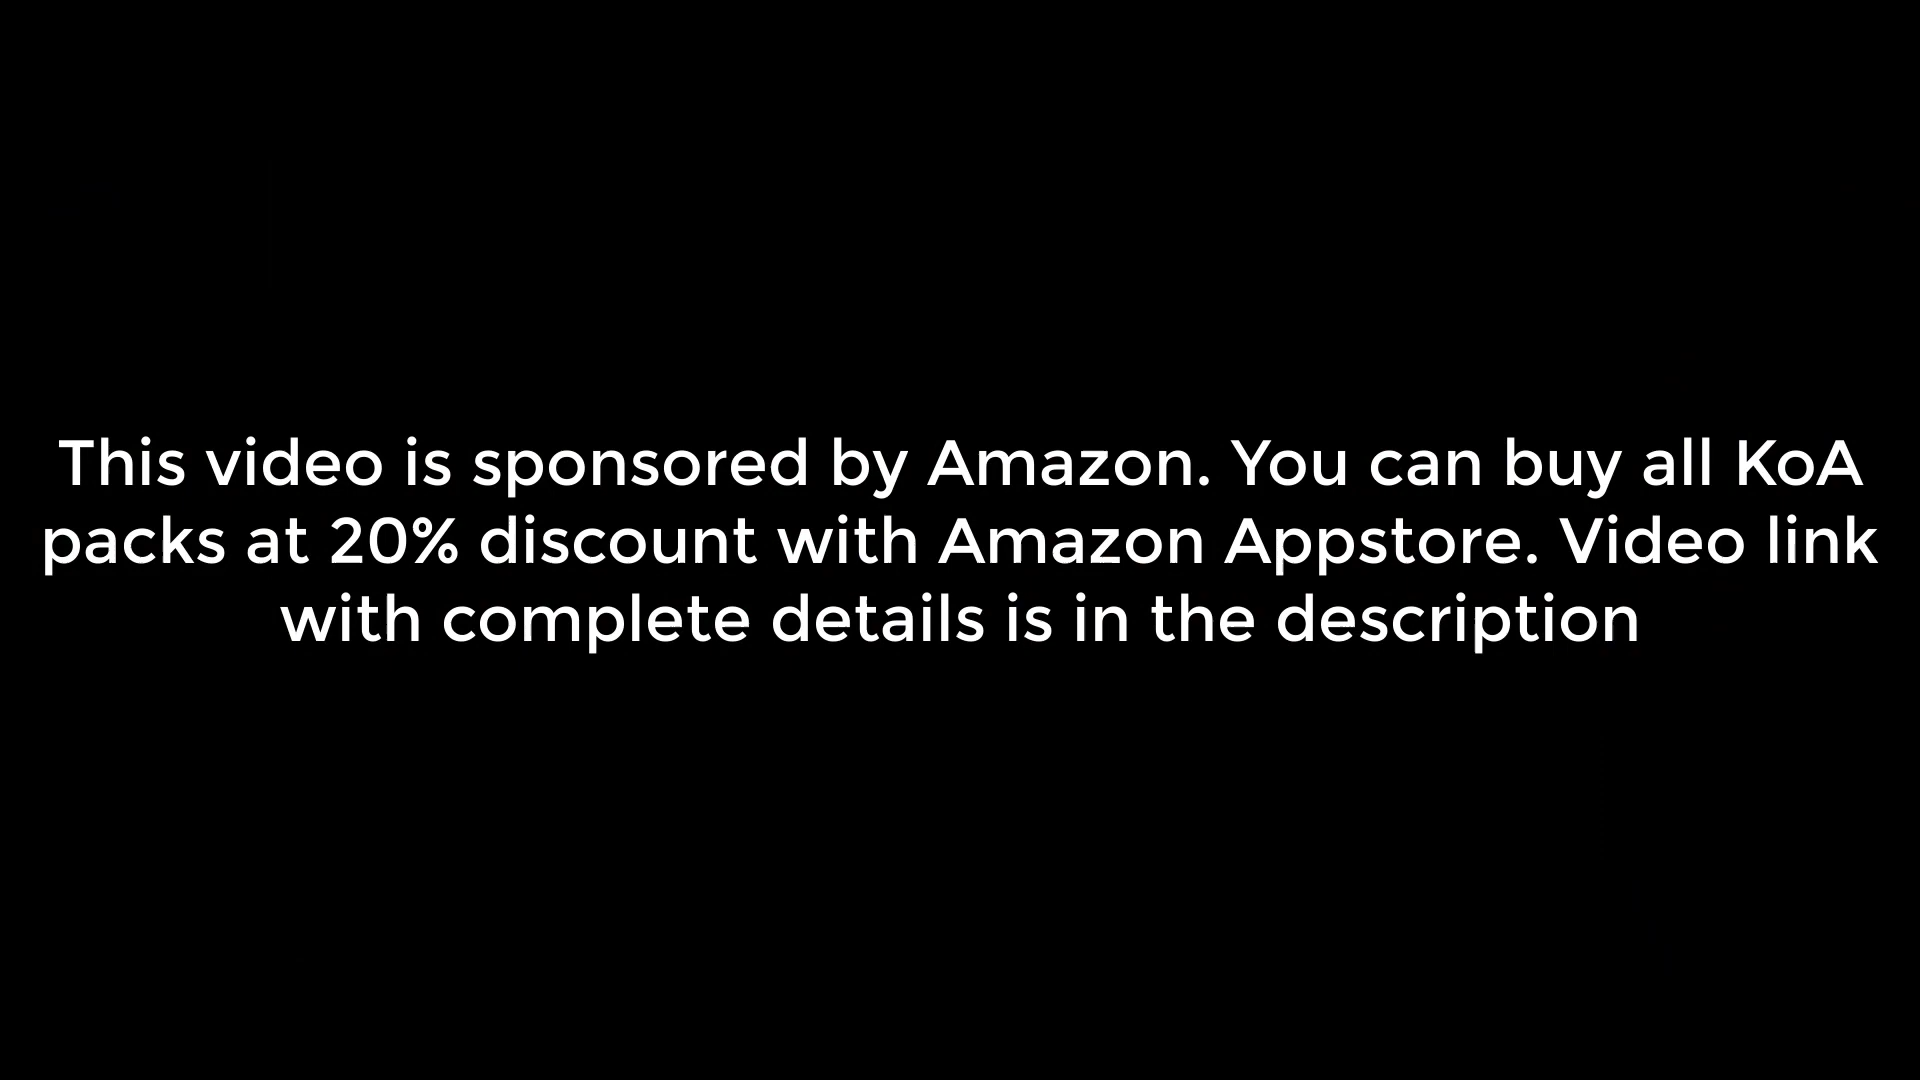 This video is sponsored by Amazon. You can buy all KoA
packs at 20% discount with Amazon Appstore. Video link
with complete details is in the description